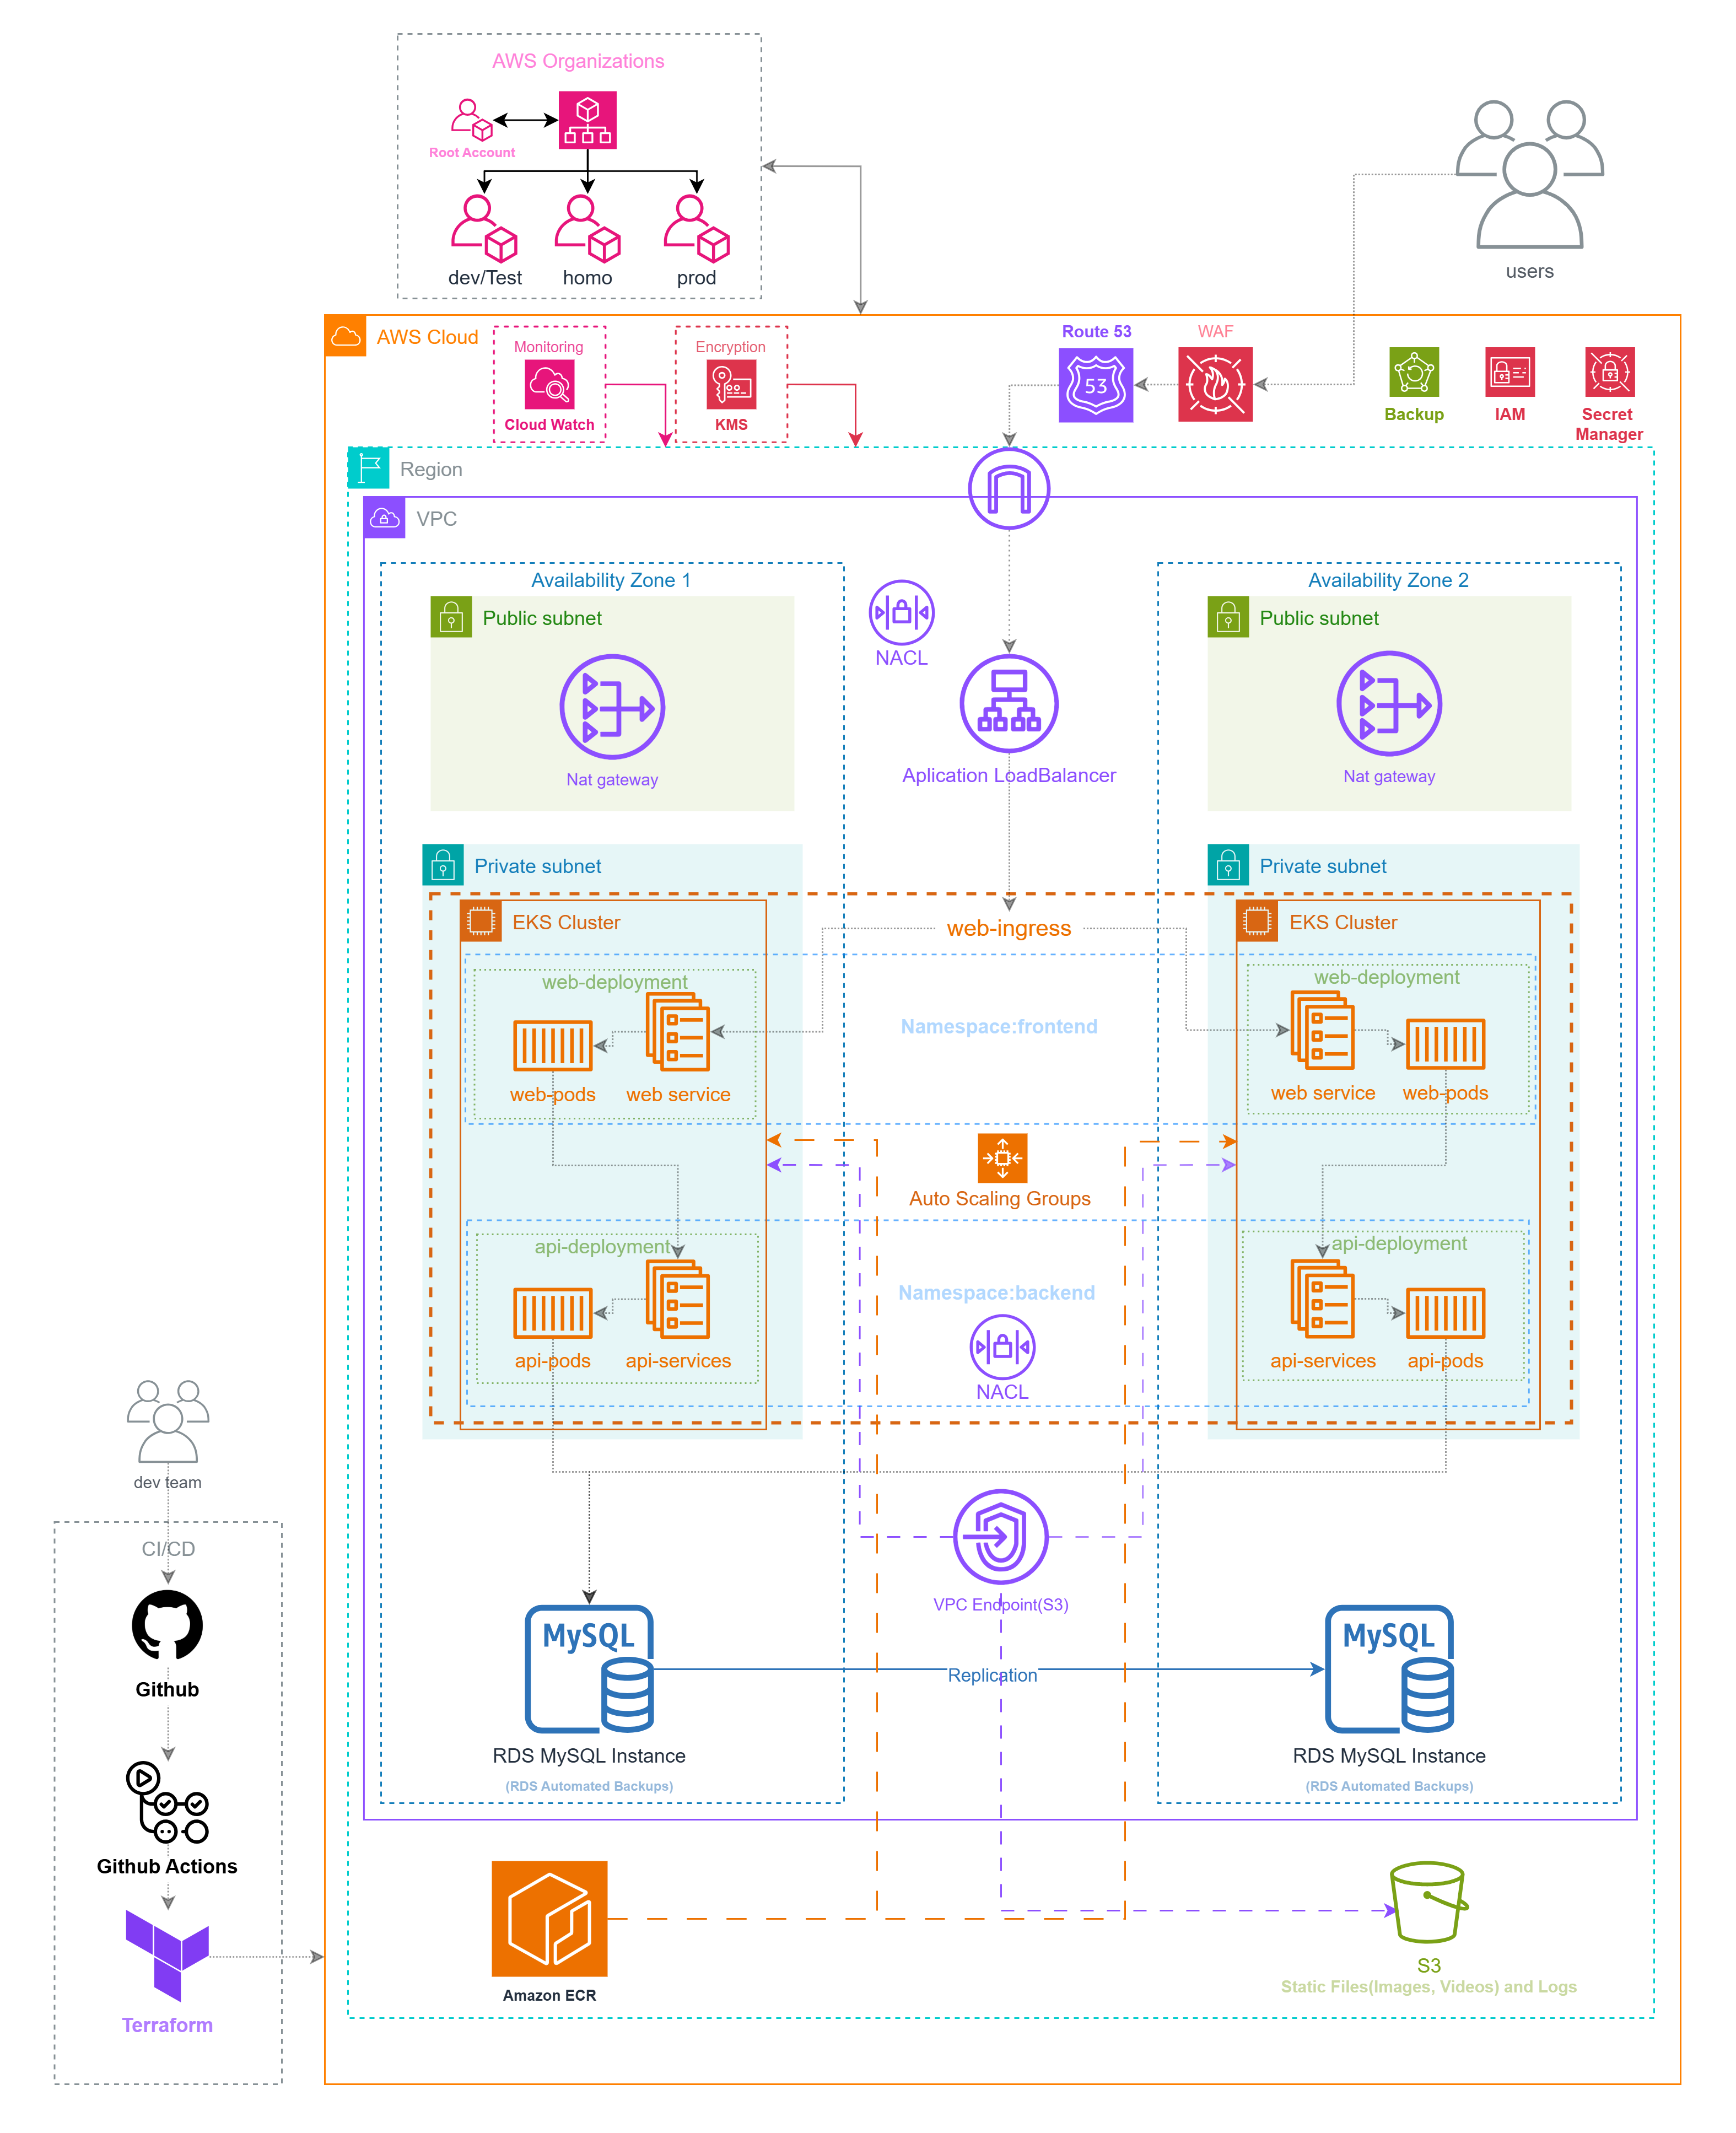 AWS Organizations
Root Account
dev/Test
homo
prod
users
AWS Cloud
Monitoring
Cloud Watch
Encryption
KMS
Route 53
53
WAF
Backup
IAM
Secret
Manager
Region
VPC
Availability Zone 1
Public subnet
Nat gateway
NACL
Aplication LoadBalancer
Availability Zone 2
Public subnet
Nat gateway
Private subnet
Private subnet
EKS Cluster
web-ingress
EKS Cluster
web-deployment
web-pods
web service
Namespace:frontend
web-deployment
web service
web-pods
Auto Scaling Groups
api-deployment
api-pods
api-services
Namespace:backend
NACL
api-deployment
api-services
api-pods
dev team
CI/CD
Github
Github Actions
Terraform
VPC Endpoint(S3)
MySQL
Replication
MySQL
RDS MySQL Instance
(RDS Automated Backups)
RDS MySQL Instance
(RDS Automated Backups)
Amazon ECR
S3
Static Files(Images, Videos) and Logs